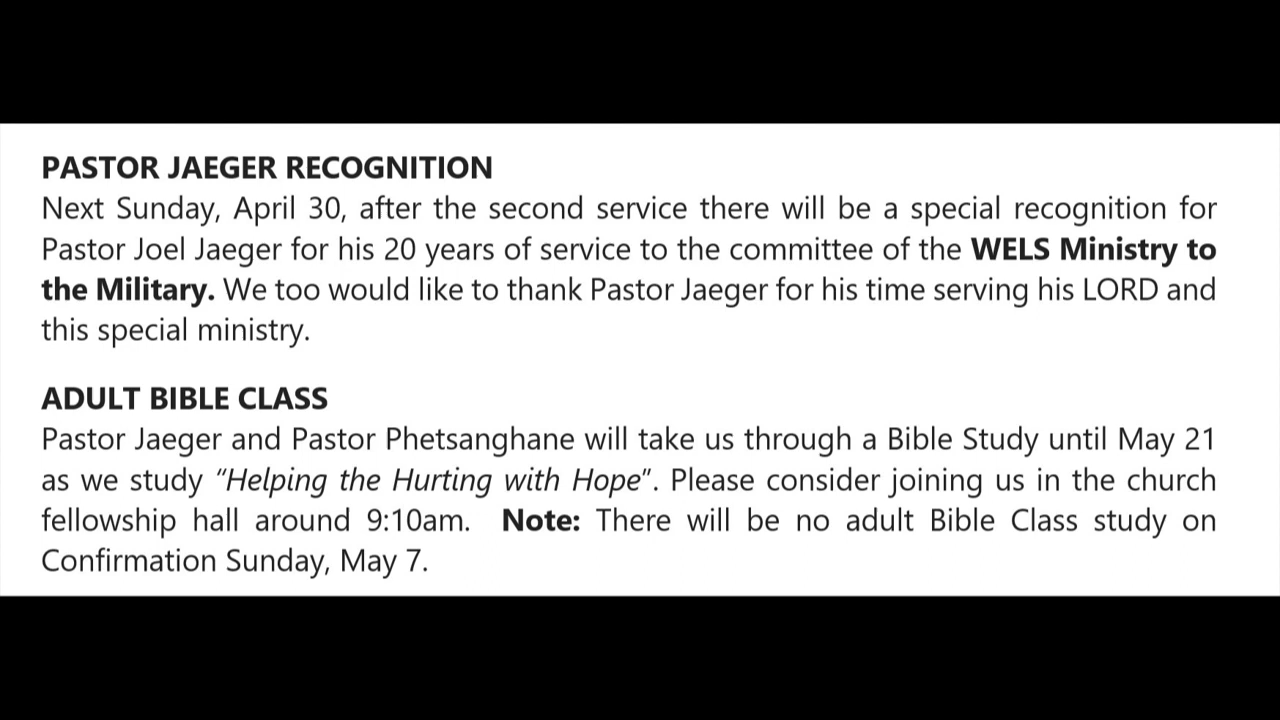 PASTOR JAEGER RECOGNITION
Next Sunday, April 30, after the second service there will be a special recognition for
Pastor Joel Jaeger for his 20 years of service to the committee of the WELS Ministry to
the Military. We too would like to thank Pastor Jaeger for his time serving his LORD and
this special ministry.
ADULT BIBLE CLASS
Pastor Jaeger and Pastor Phetsanghane will take us through a Bible Study until May 21
as we study “Helping the Hurting with Hope”. Please consider joining us in the church
fellowship hall around 9:10am. Note: There will be no adult Bible Class study on
Confirmation Sunday, May 7.